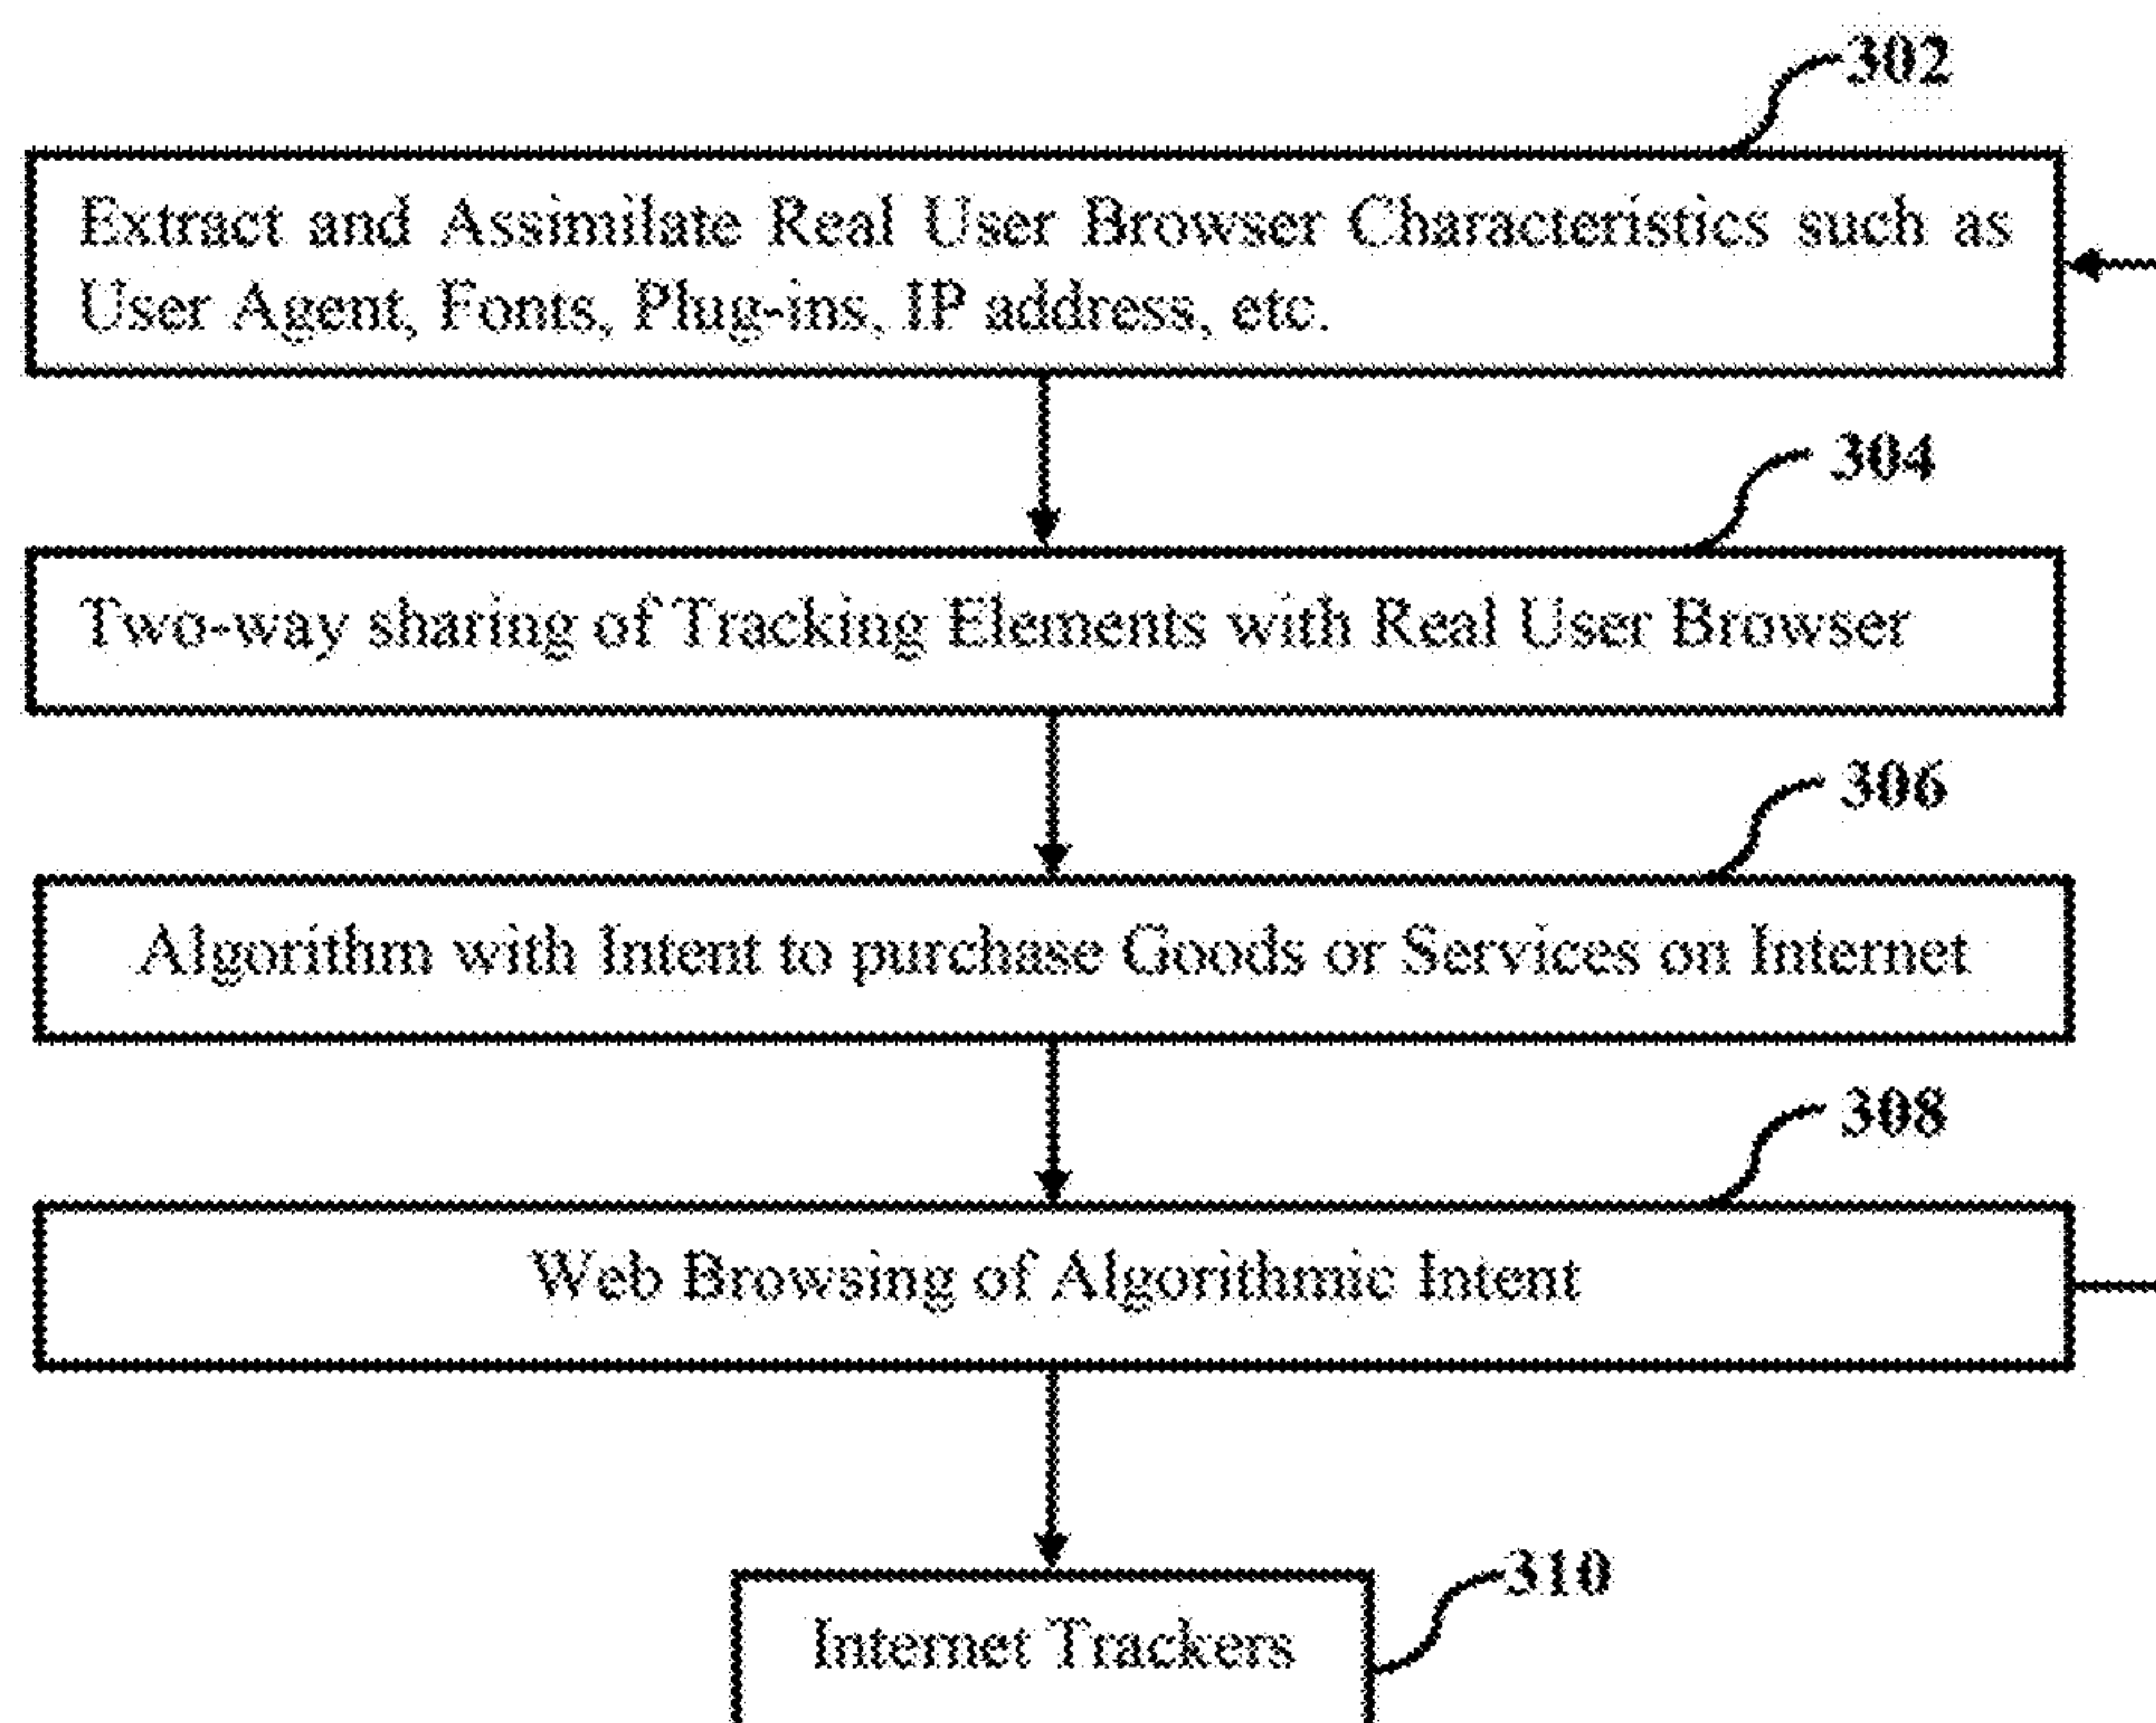 302
Extract and Assimilate Real User Browser Characteristics such as
User Agent, Fonts, Plug-ins, IP address, etc.
304
Two-way sharing of Tracking Elements with Real User Browser
306
Algorithm with Intent to purchase Goods or Services on Internet
308
Web Browsing of Algorithmic Intent
310
Internet Trackers